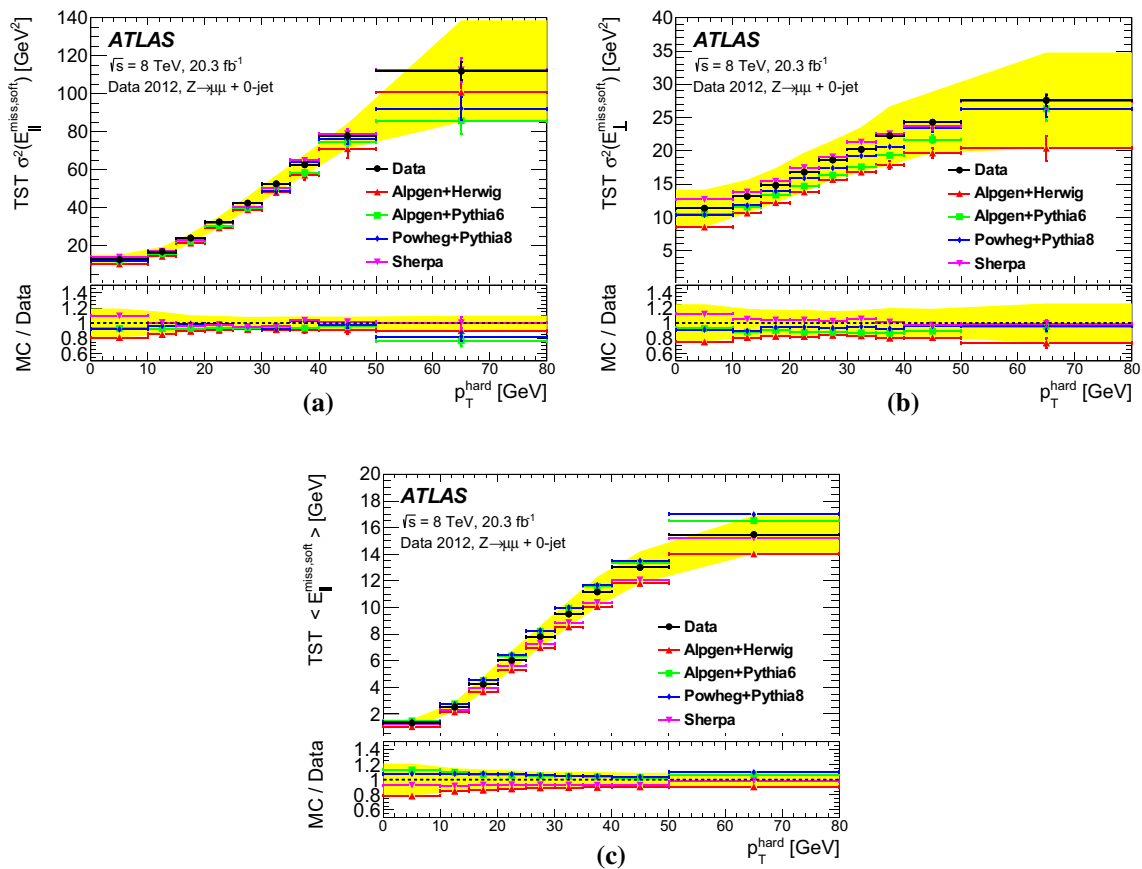 TST σ²(E∥^miss,soft) [GeV²]
140
120
100
80
60
40
20
ATLAS
√s = 8 TeV, 20.3 fb⁻¹
Data 2012, Z→μμ + 0-jet
Data
Alpgen+Herwig
Alpgen+Pythia6
Powheg+Pythia8
Sherpa
MC / Data
1.4
1.2
1
0.8
0.6
0 10 20 30 40 50 60 70 80
p_T^hard [GeV]
(a)
TST σ²(E⊥^miss,soft) [GeV²]
40
35
30
25
20
15
10
5
0
ATLAS
√s = 8 TeV, 20.3 fb⁻¹
Data 2012, Z→μμ + 0-jet
Data
Alpgen+Herwig
Alpgen+Pythia6
Powheg+Pythia8
Sherpa
MC / Data
1.4
1.2
1
0.8
0.6
0 10 20 30 40 50 60 70 80
p_T^hard [GeV]
(b)
TST < E∥^miss,soft > [GeV]
20
18
16
14
12
10
8
6
4
2
ATLAS
√s = 8 TeV, 20.3 fb⁻¹
Data 2012, Z→μμ + 0-jet
Data
Alpgen+Herwig
Alpgen+Pythia6
Powheg+Pythia8
Sherpa
MC / Data
1.4
1.2
1
0.8
0.6
0 10 20 30 40 50 60 70 80
p_T^hard [GeV]
(c)